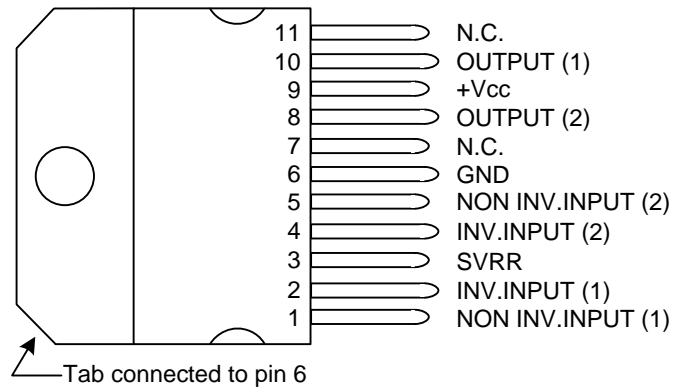 11 N.C.
10 OUTPUT (1)
9 +Vcc
8 OUTPUT (2)
7 N.C.
6 GND
5 NON INV.INPUT (2)
4 INV.INPUT (2)
3 SVRR
2 INV.INPUT (1)
1 NON INV.INPUT (1)
Tab connected to pin 6